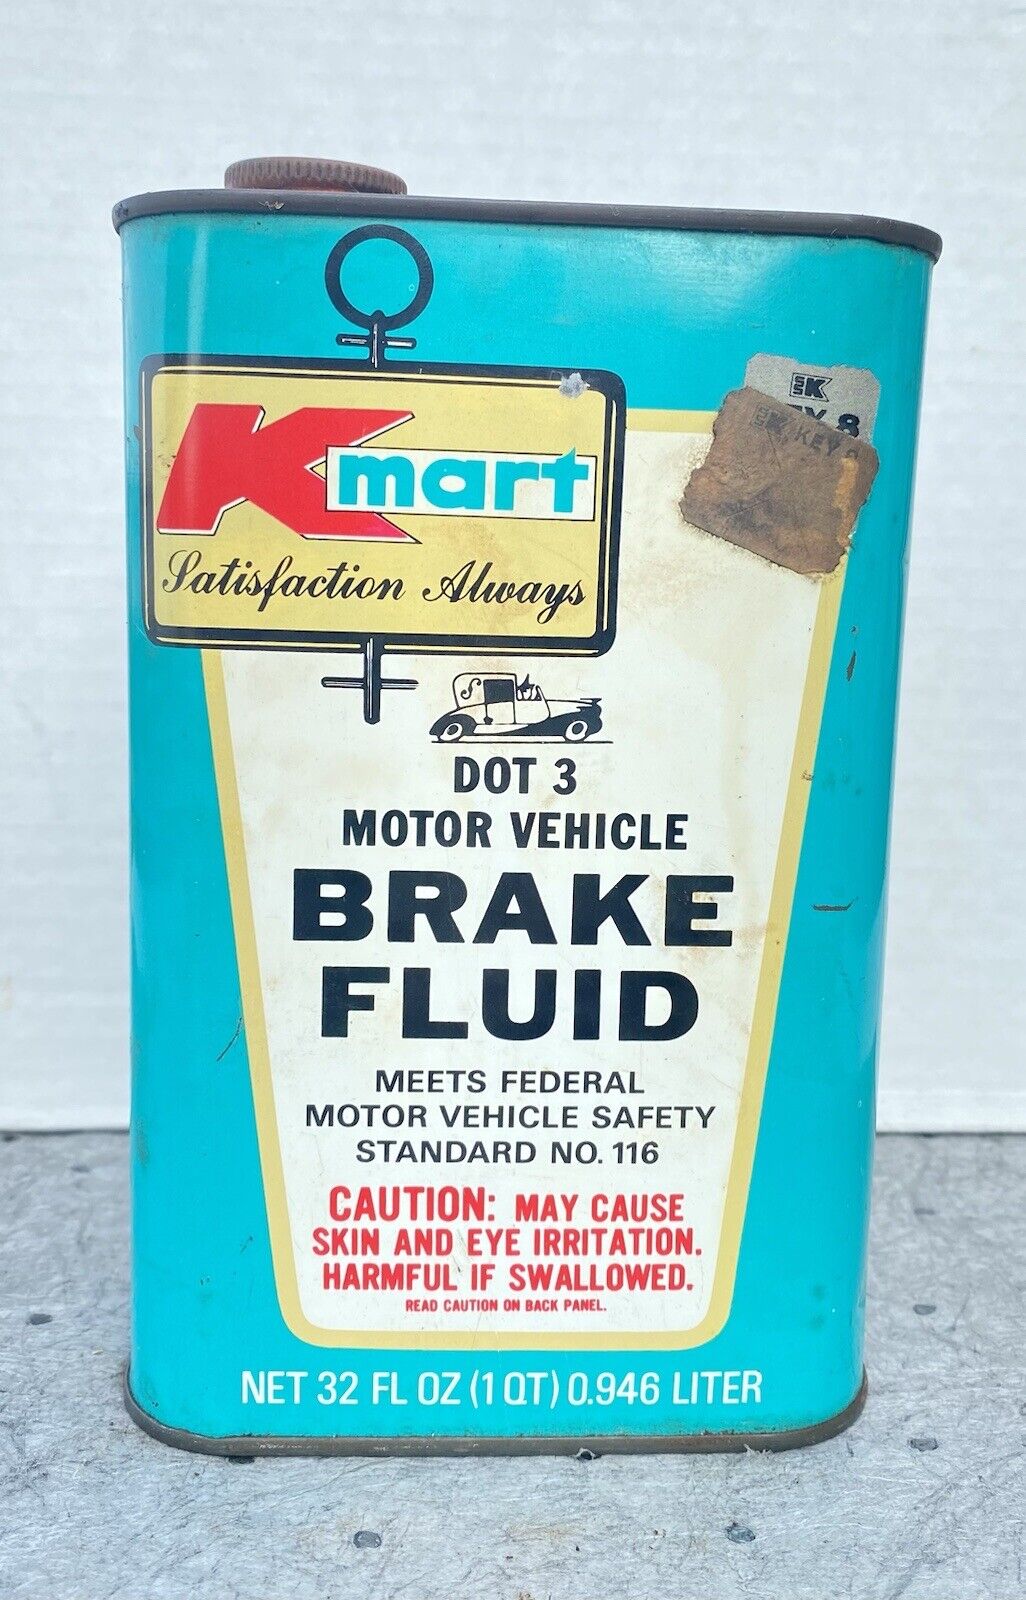 Kmart
Satisfaction Always
K
KEY
8
DOT 3
MOTOR VEHICLE
BRAKE
FLUID
MEETS FEDERAL
MOTOR VEHICLE SAFETY
STANDARD NO. 116
CAUTION: MAY CAUSE
SKIN AND EYE IRRITATION.
HARMFUL IF SWALLOWED.
READ CAUTION ON BACK PANEL.
NET 32 FL OZ (1 QT) 0.946 LITER